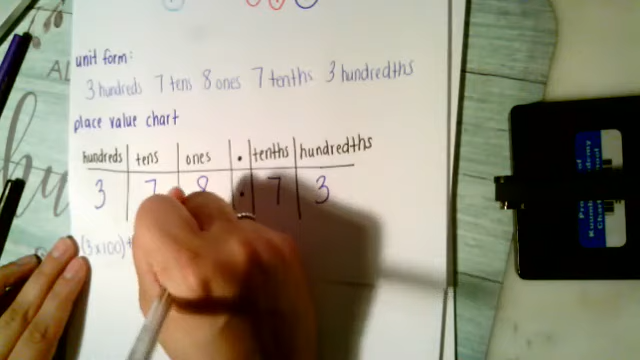 unit form:
3 hundreds 7 tens 8 ones 7 tenths 3 hundredths
place value chart
hundreds tens ones . tenths hundredths
3 7 8 . 7 3
(3x100)+